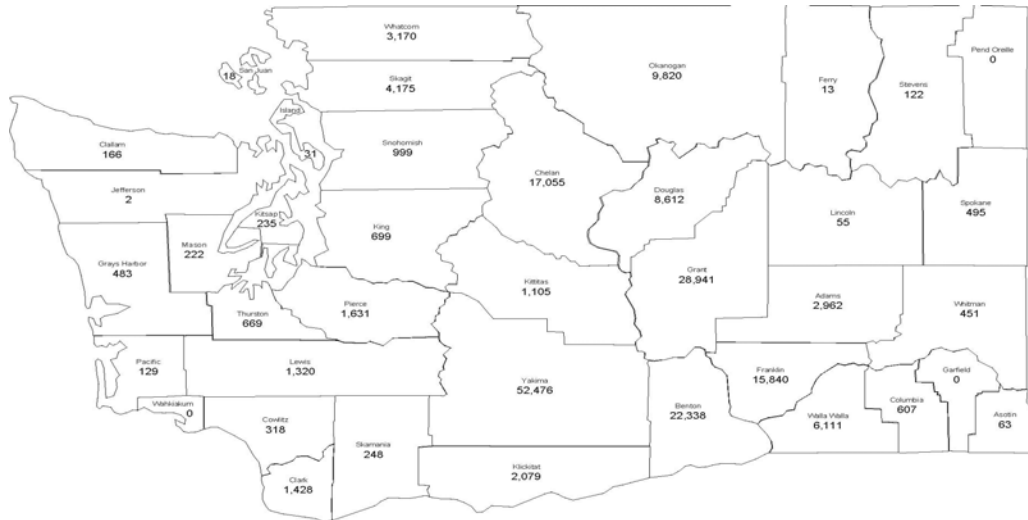 Whatcom
3,170
San Juan
18
Skagit
4,175
Island
31
Okanogan
9,820
Ferry
13
Stevens
122
Pend Oreille
0
Clallam
166
Snohomish
999
Chelan
17,055
Jefferson
2
Kitsap
235
King
699
Douglas
8,612
Lincoln
55
Spokane
495
Mason
222
Grays Harbor
483
Kittitas
1,105
Grant
28,941
Adams
2,962
Whitman
451
Thurston
669
Pierce
1,631
Pacific
129
Lewis
1,320
Yakima
52,476
Franklin
15,840
Garfield
0
Wahkiakum
0
Cowlitz
318
Skamania
248
Benton
22,338
Walla Walla
6,111
Columbia
607
Asotin
63
Clark
1,428
Klickitat
2,079